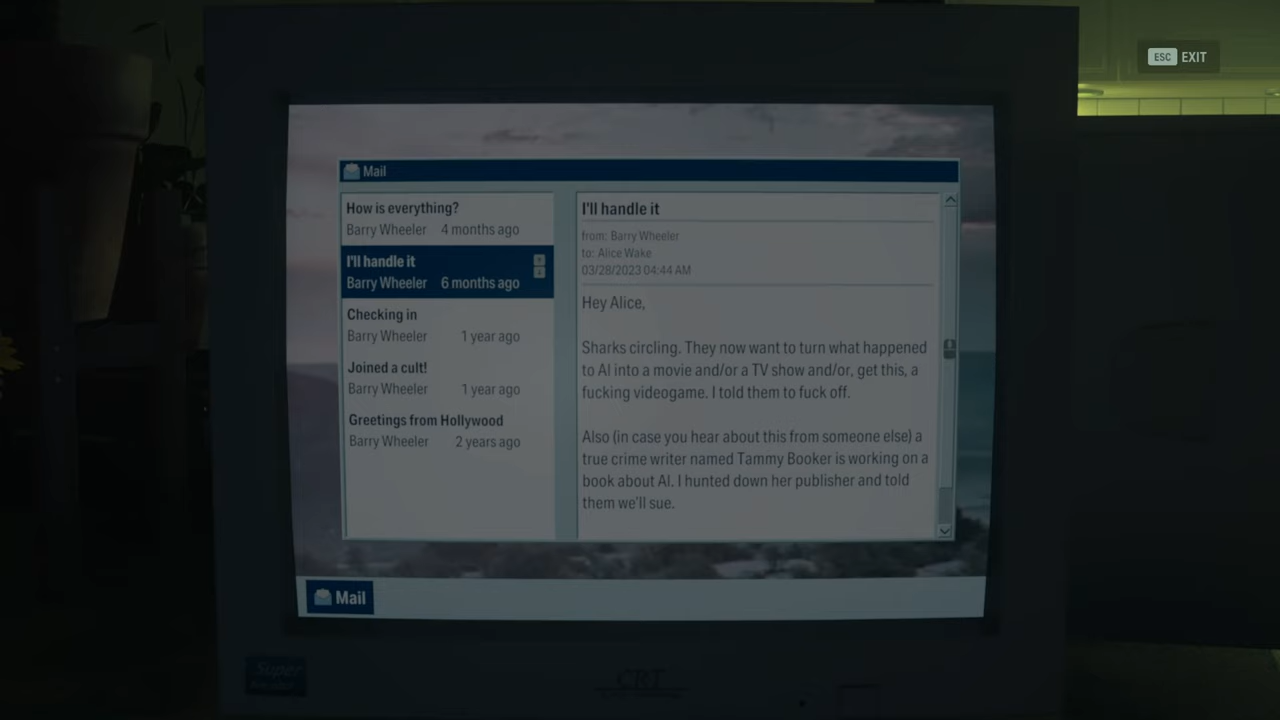 ESC EXIT
Mail
How is everything?
Barry Wheeler 4 months ago
I'll handle it
Barry Wheeler 6 months ago
Checking in
Barry Wheeler 1 year ago
Joined a cult!
Barry Wheeler 1 year ago
Greetings from Hollywood
Barry Wheeler 2 years ago
I'll handle it
from: Barry Wheeler
to: Alice Wake
03/28/2023 04:44 AM
Hey Alice,
Sharks circling. They now want to turn what happened
to Al into a movie and/or a TV show and/or, get this, a
fucking videogame. I told them to fuck off.
Also (in case you hear about this from someone else) a
true crime writer named Tammy Booker is working on a
book about Al. I hunted down her publisher and told
them we'll sue.
Mail
Super
CRT